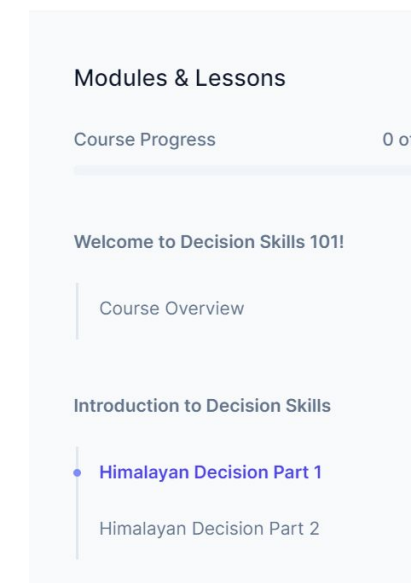 Modules & Lessons
Course Progress 0 of
Welcome to Decision Skills 101!
Course Overview
Introduction to Decision Skills
Himalayan Decision Part 1
Himalayan Decision Part 2